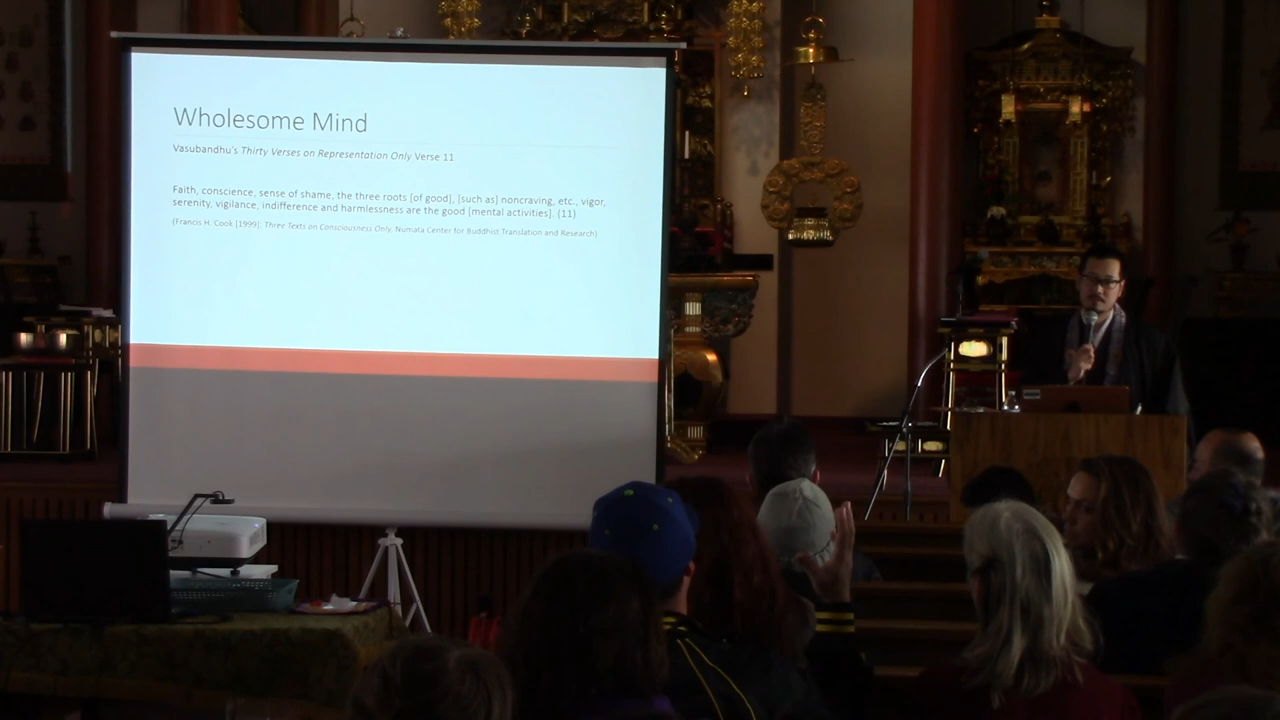 Wholesome Mind
Vasubandhu's Thirty Verses on Representation Only Verse 11
Faith, conscience, sense of shame, the three roots [of good], [such as] noncraving, etc., vigor,
serenity, vigilance, indifference and harmlessness are the good [mental activities]. (11)
(Francis H. Cook [1999]: Three Texts on Consciousness Only, Numata Center for Buddhist Translation and Research)